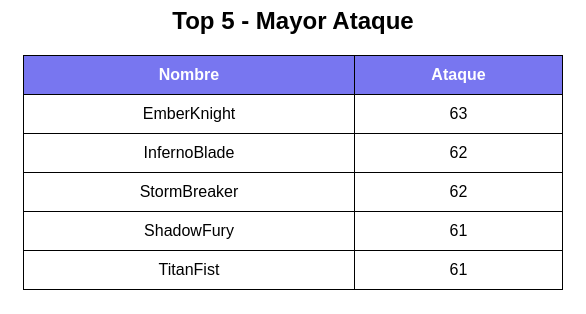 Top 5 - Mayor Ataque
Nombre Ataque
EmberKnight 63
InfernoBlade 62
StormBreaker 62
ShadowFury 61
TitanFist 61